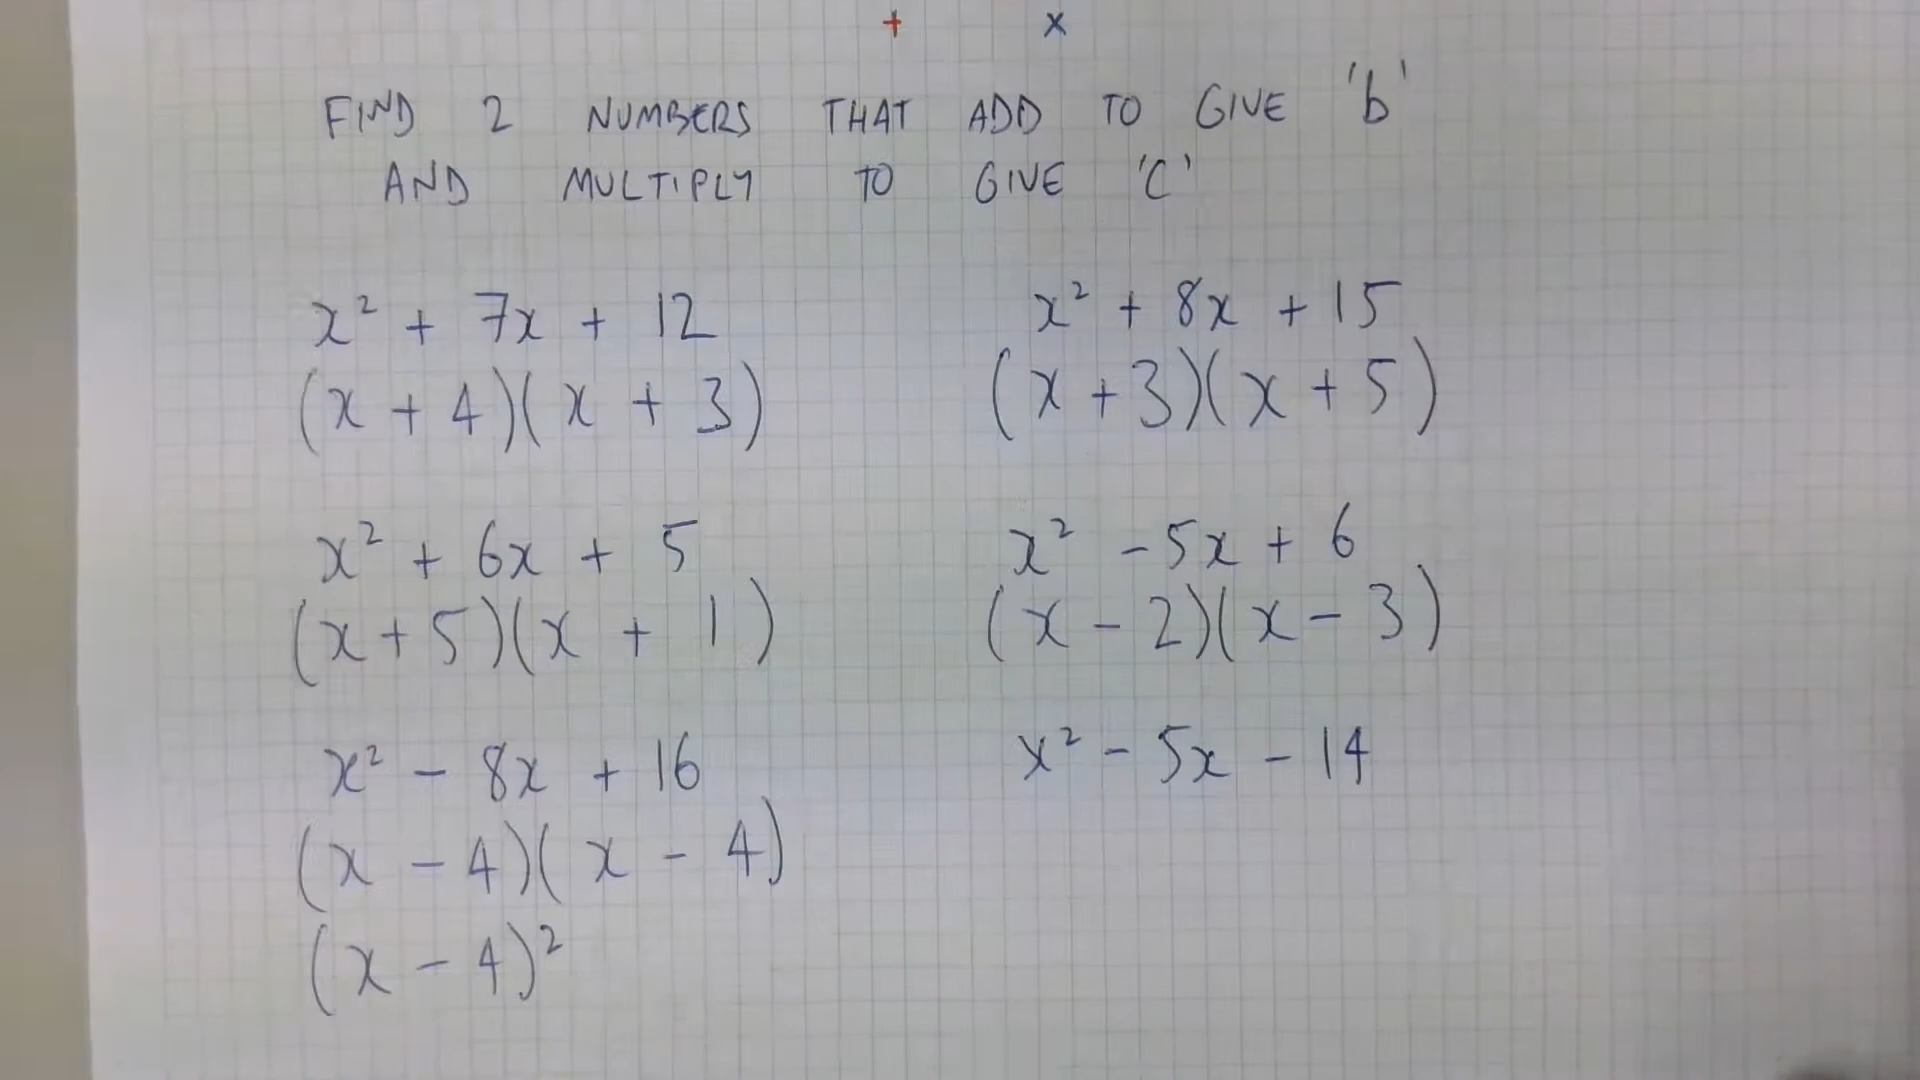 + x
FIND 2 NUMBERS THAT ADD TO GIVE 'b'
AND MULTIPLY TO GIVE 'C'
x² + 7x + 12
(x + 4)(x + 3)
x² + 8x + 15
(x + 3)(x + 5)
x² + 6x + 5
(x + 5)(x + 1)
x² - 5x + 6
(x - 2)(x - 3)
x² - 8x + 16
(x - 4)(x - 4)
(x - 4)²
x² - 5x - 14